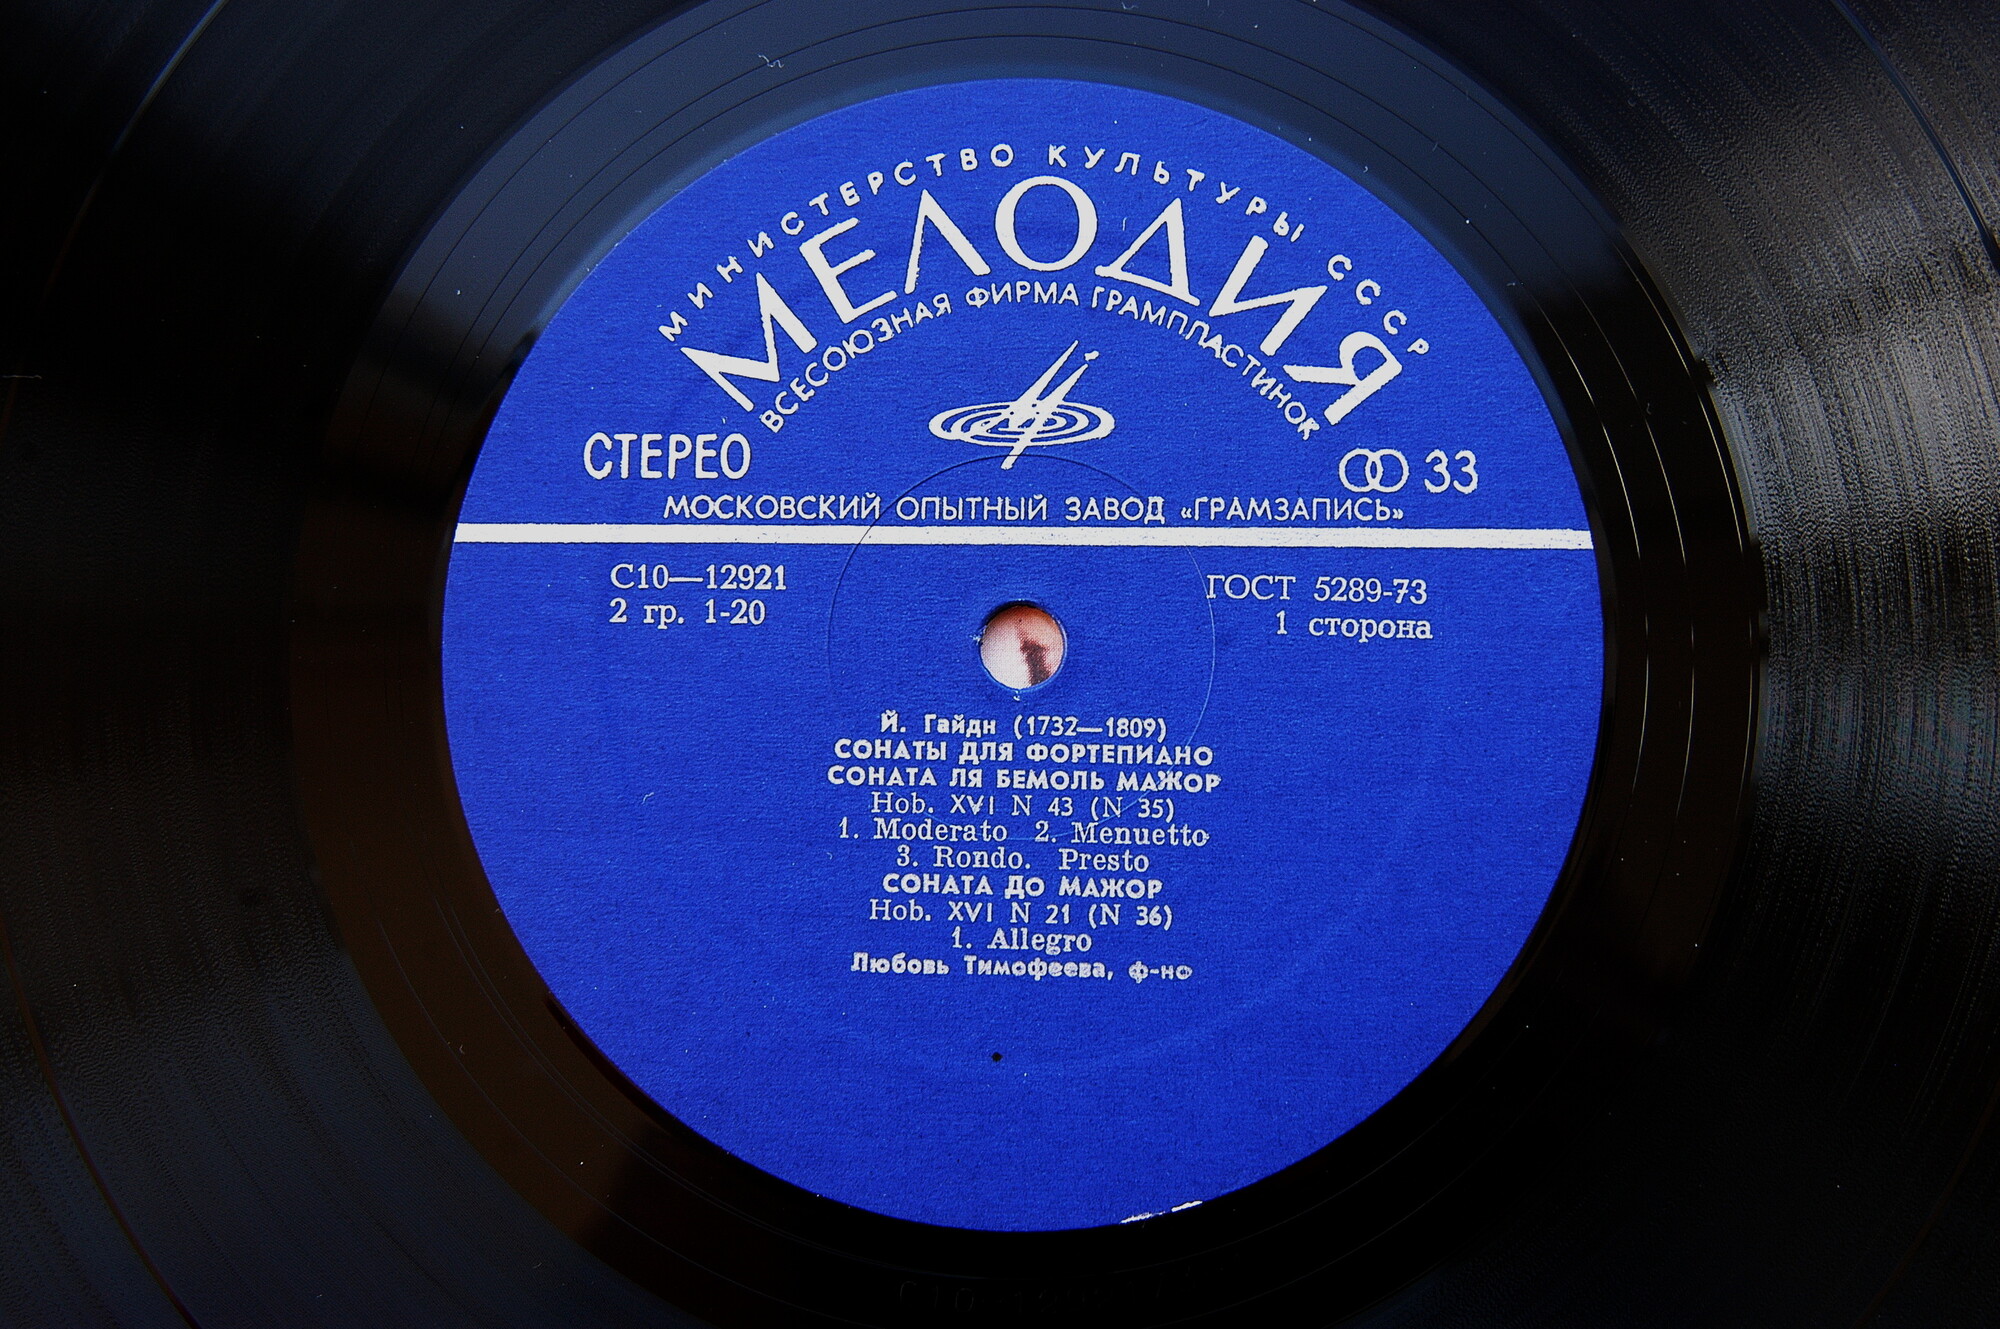 МИНИСТЕРСТВО КУЛЬТУРЫ СССР
МЕЛОДИЯ
ВСЕСОЮЗНАЯ ФИРМА ГРАМПЛАСТИНОК
СТЕРЕО
33
МОСКОВСКИЙ ОПЫТНЫЙ ЗАВОД «ГРАМЗАПИСЬ»
С10—12921
ГОСТ 5289-73
2 гр. 1-20
1 сторона
Й. Гайдн (1732—1809)
СОНАТЫ ДЛЯ ФОРТЕПИАНО
СОНАТА ЛЯ БЕМОЛЬ МАЖОР
Hob. XVI N 43 (N 35)
1. Moderato 2. Menuetto
3. Rondo. Presto
СОНАТА ДО МАЖОР
Hob. XVI N 21 (N 36)
1. Allegro
Любовь Тимофеева, ф-но